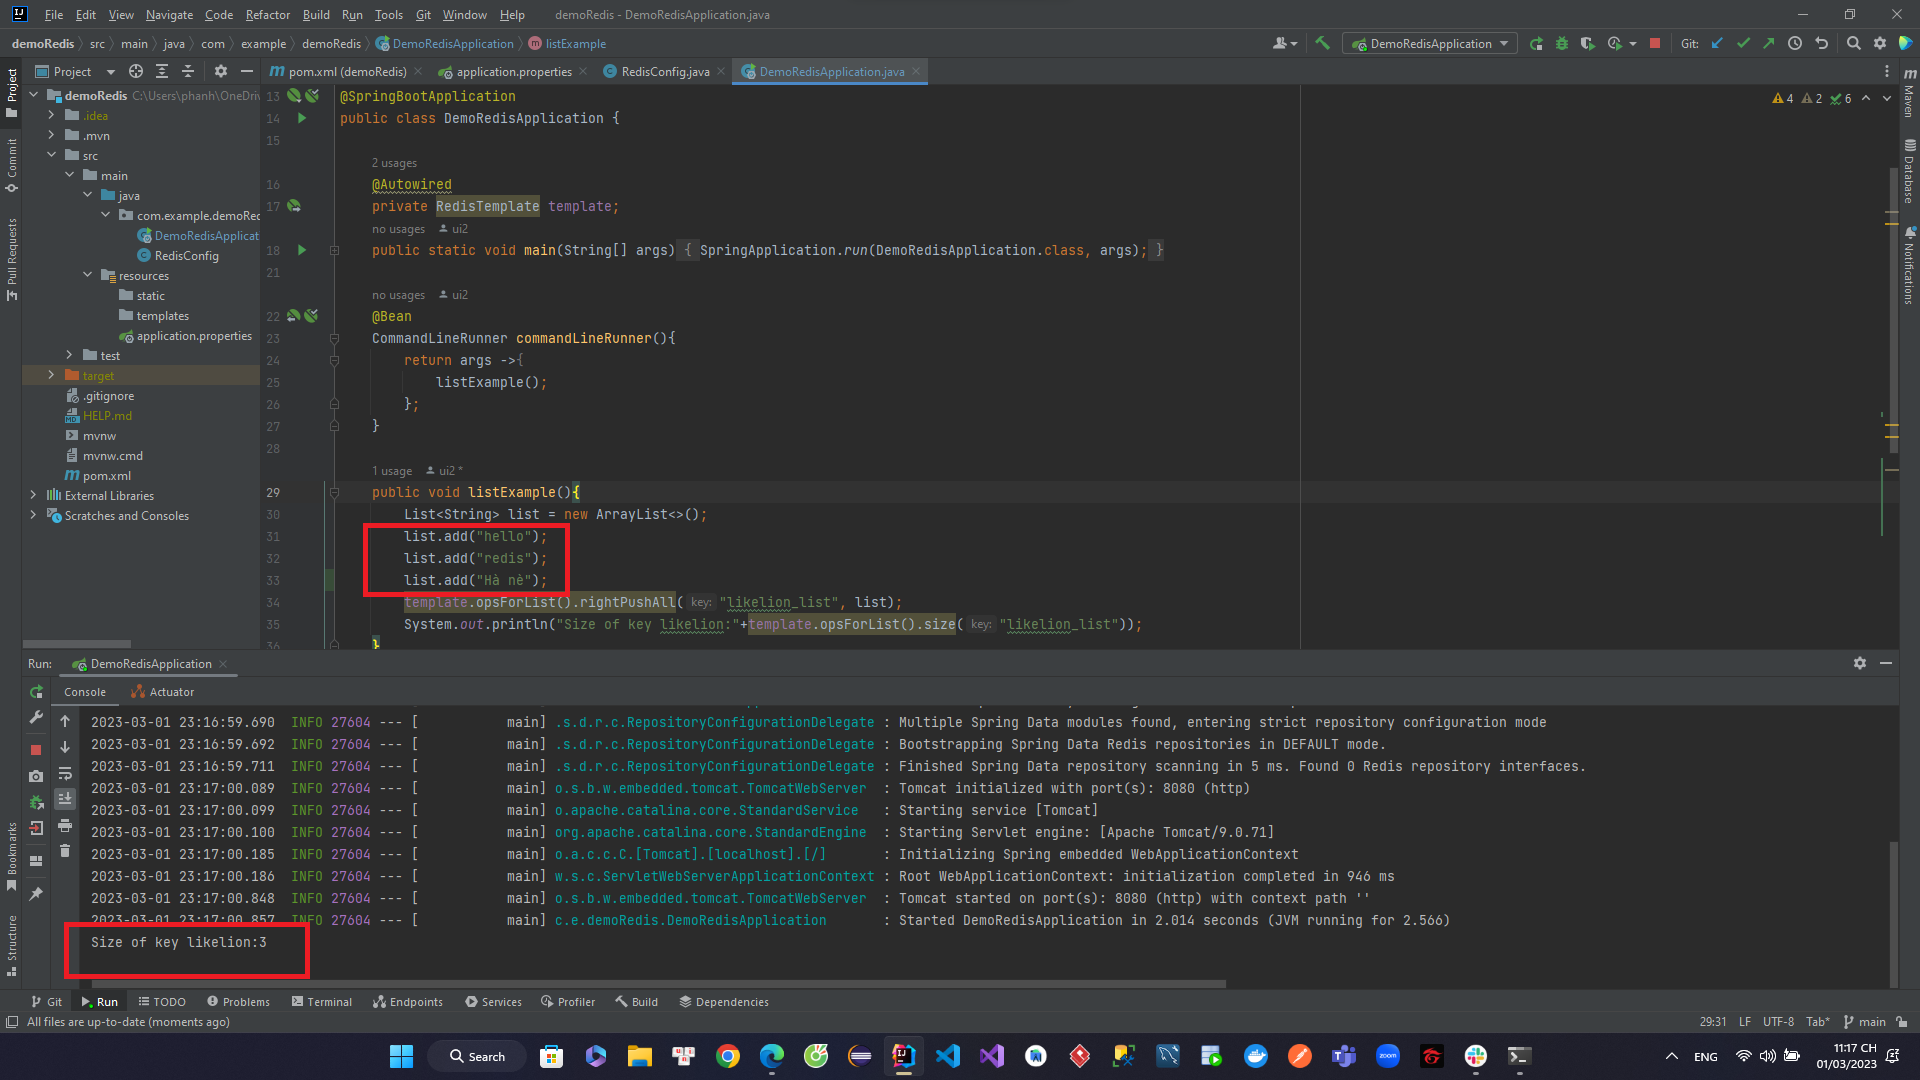 File Edit View Navigate Code Refactor Build Run Tools Git Window Help demoRedis - DemoRedisApplication.java
demoRedis src main java com example demoRedis DemoRedisApplication listExample
DemoRedisApplication Git:
Project
pom.xml (demoRedis) application.properties RedisConfig.java DemoRedisApplication.java
Project
Commit
Pull Requests
Bookmarks
Structure
demoRedis C:\Users\phanh\OneDriv
.idea
.mvn
src
main
java
com.example.demoRed
DemoRedisApplicat
RedisConfig
resources
static
templates
application.properties
test
target
.gitignore
HELP.md
mvnw
mvnw.cmd
pom.xml
External Libraries
Scratches and Consoles
4 2 6
13 @SpringBootApplication
14 public class DemoRedisApplication {
15
2 usages
16 @Autowired
17 private RedisTemplate template;
no usages ui2
18 public static void main(String[] args) { SpringApplication.run(DemoRedisApplication.class, args); }
21
no usages ui2
22 @Bean
23 CommandLineRunner commandLineRunner(){
24 return args ->{
25 listExample();
26 };
27 }
28
1 usage ui2 *
29 public void listExample(){
30 List<String> list = new ArrayList<>();
31 list.add("hello");
32 list.add("redis");
33 list.add("Hà nè");
34 template.opsForList().rightPushAll( key: "likelion_list", list);
35 System.out.println("Size of key likelion:"+template.opsForList().size( key: "likelion_list"));
36 }
Maven
Database
Notifications
Run: DemoRedisApplication
Console Actuator
2023-03-01 23:16:59.690 INFO 27604 --- [ main] .s.d.r.c.RepositoryConfigurationDelegate : Multiple Spring Data modules found, entering strict repository configuration mode
2023-03-01 23:16:59.692 INFO 27604 --- [ main] .s.d.r.c.RepositoryConfigurationDelegate : Bootstrapping Spring Data Redis repositories in DEFAULT mode.
2023-03-01 23:16:59.711 INFO 27604 --- [ main] .s.d.r.c.RepositoryConfigurationDelegate : Finished Spring Data repository scanning in 5 ms. Found 0 Redis repository interfaces.
2023-03-01 23:17:00.089 INFO 27604 --- [ main] o.s.b.w.embedded.tomcat.TomcatWebServer : Tomcat initialized with port(s): 8080 (http)
2023-03-01 23:17:00.099 INFO 27604 --- [ main] o.apache.catalina.core.StandardService : Starting service [Tomcat]
2023-03-01 23:17:00.100 INFO 27604 --- [ main] org.apache.catalina.core.StandardEngine : Starting Servlet engine: [Apache Tomcat/9.0.71]
2023-03-01 23:17:00.185 INFO 27604 --- [ main] o.a.c.c.C.[Tomcat].[localhost].[/] : Initializing Spring embedded WebApplicationContext
2023-03-01 23:17:00.186 INFO 27604 --- [ main] w.s.c.ServletWebServerApplicationContext : Root WebApplicationContext: initialization completed in 946 ms
2023-03-01 23:17:00.848 INFO 27604 --- [ main] o.s.b.w.embedded.tomcat.TomcatWebServer : Tomcat started on port(s): 8080 (http) with context path ''
2023-03-01 23:17:00.857 INFO 27604 --- [ main] c.e.demoRedis.DemoRedisApplication : Started DemoRedisApplication in 2.014 seconds (JVM running for 2.566)
Size of key likelion:3
Git Run TODO Problems Terminal Endpoints Services Profiler Build Dependencies
All files are up-to-date (moments ago) 29:31 LF UTF-8 Tab* main
Search
zoom
ENG
11:17 CH
01/03/2023